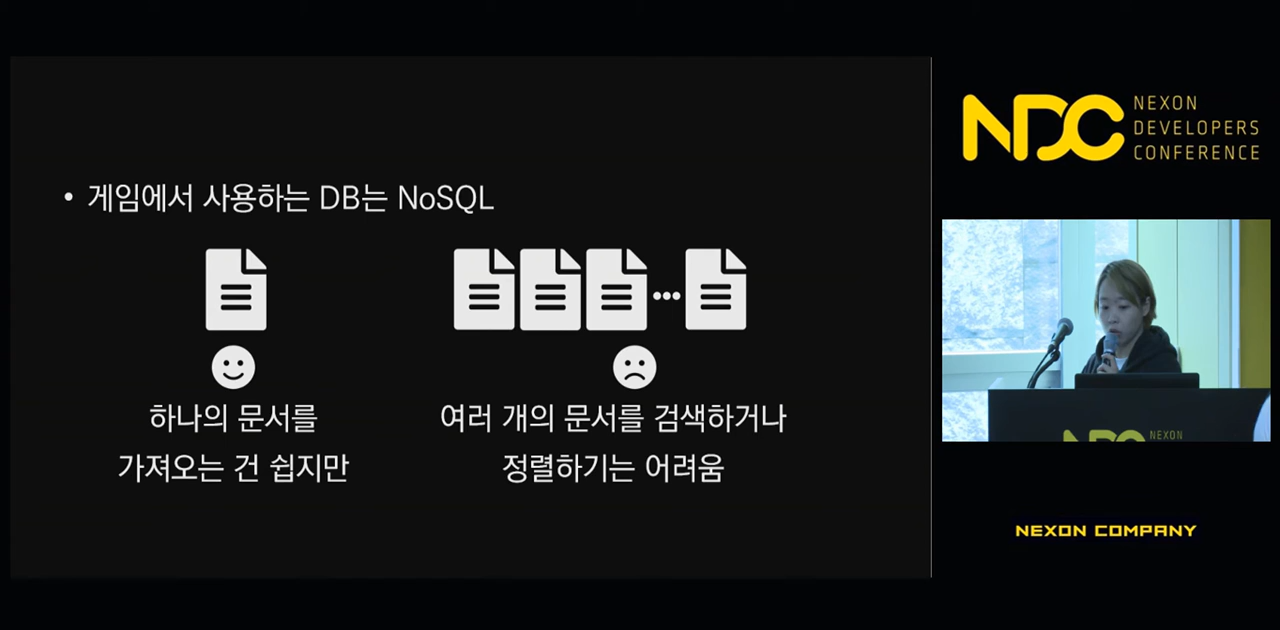 • 게임에서 사용하는 DB는 NoSQL
하나의 문서를
가져오는 건 쉽지만
여러 개의 문서를 검색하거나
정렬하기는 어려움
NDC
NEXON
DEVELOPERS
CONFERENCE
NDC
NEXON
NEXON COMPANY